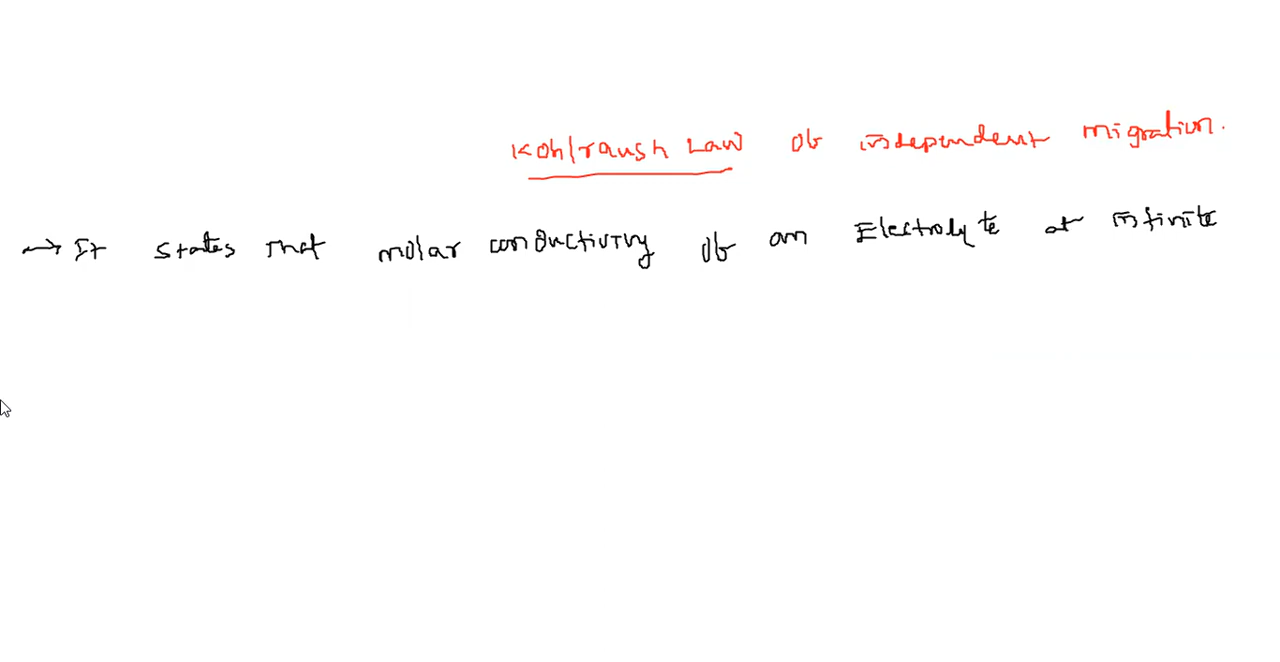 Kohlraush Law of independent migration.
→ It states that molar conductivity of an Electrolyte at infinite